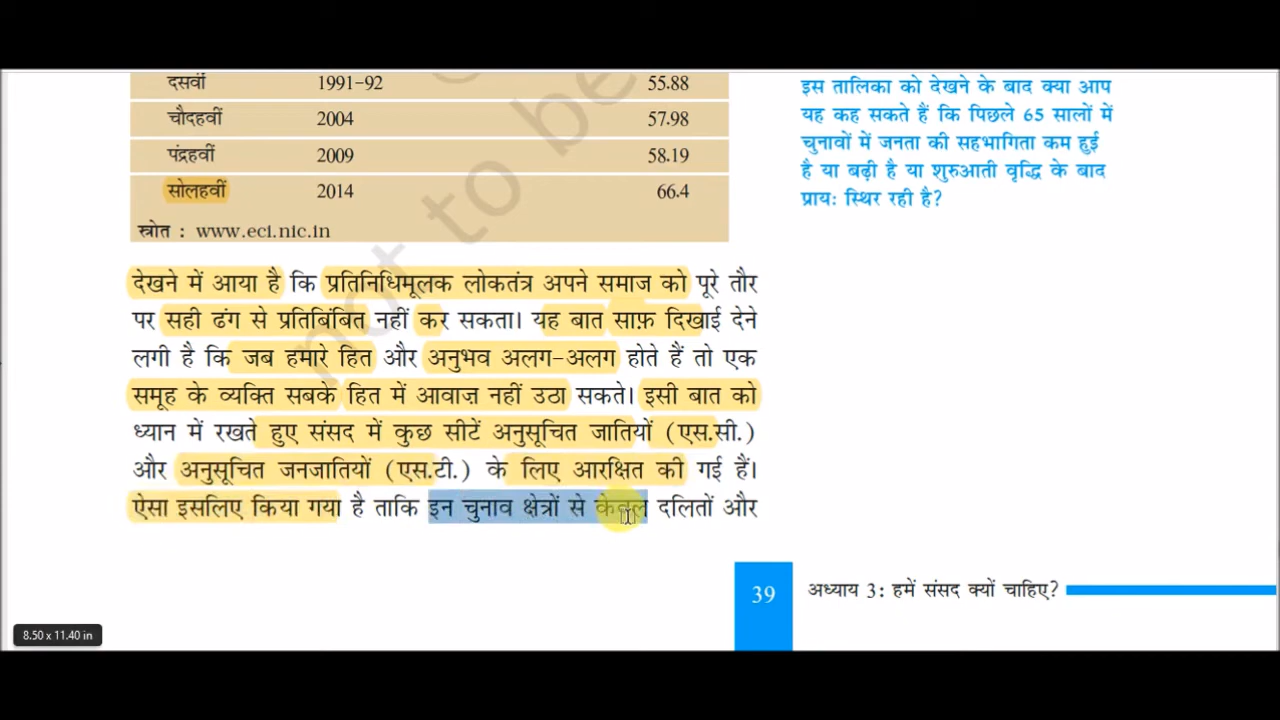 दसवीं 1991-92 55.88
चौदहवीं 2004 57.98
पंद्रहवीं 2009 58.19
सोलहवीं 2014 66.4
स्त्रोत : www.eci.nic.in
देखने में आया है कि प्रतिनिधिमूलक लोकतंत्र अपने समाज को पूरे तौर
पर सही ढंग से प्रतिबिंबित नहीं कर सकता। यह बात साफ़ दिखाई देने
लगी है कि जब हमारे हित और अनुभव अलग-अलग होते हैं तो एक
समूह के व्यक्ति सबके हित में आवाज़ नहीं उठा सकते। इसी बात को
ध्यान में रखते हुए संसद में कुछ सीटें अनुसूचित जातियों (एस.सी.)
और अनुसूचित जनजातियों (एस.टी.) के लिए आरक्षित की गई हैं।
ऐसा इसलिए किया गया है ताकि इन चुनाव क्षेत्रों से केवल दलितों और
इस तालिका को देखने के बाद क्या आप
यह कह सकते हैं कि पिछले 65 सालों में
चुनावों में जनता की सहभागिता कम हुई
है या बढ़ी है या शुरुआती वृद्धि के बाद
प्रायः स्थिर रही है?
39 अध्याय 3: हमें संसद क्यों चाहिए?
8.50 x 11.40 in
not to be